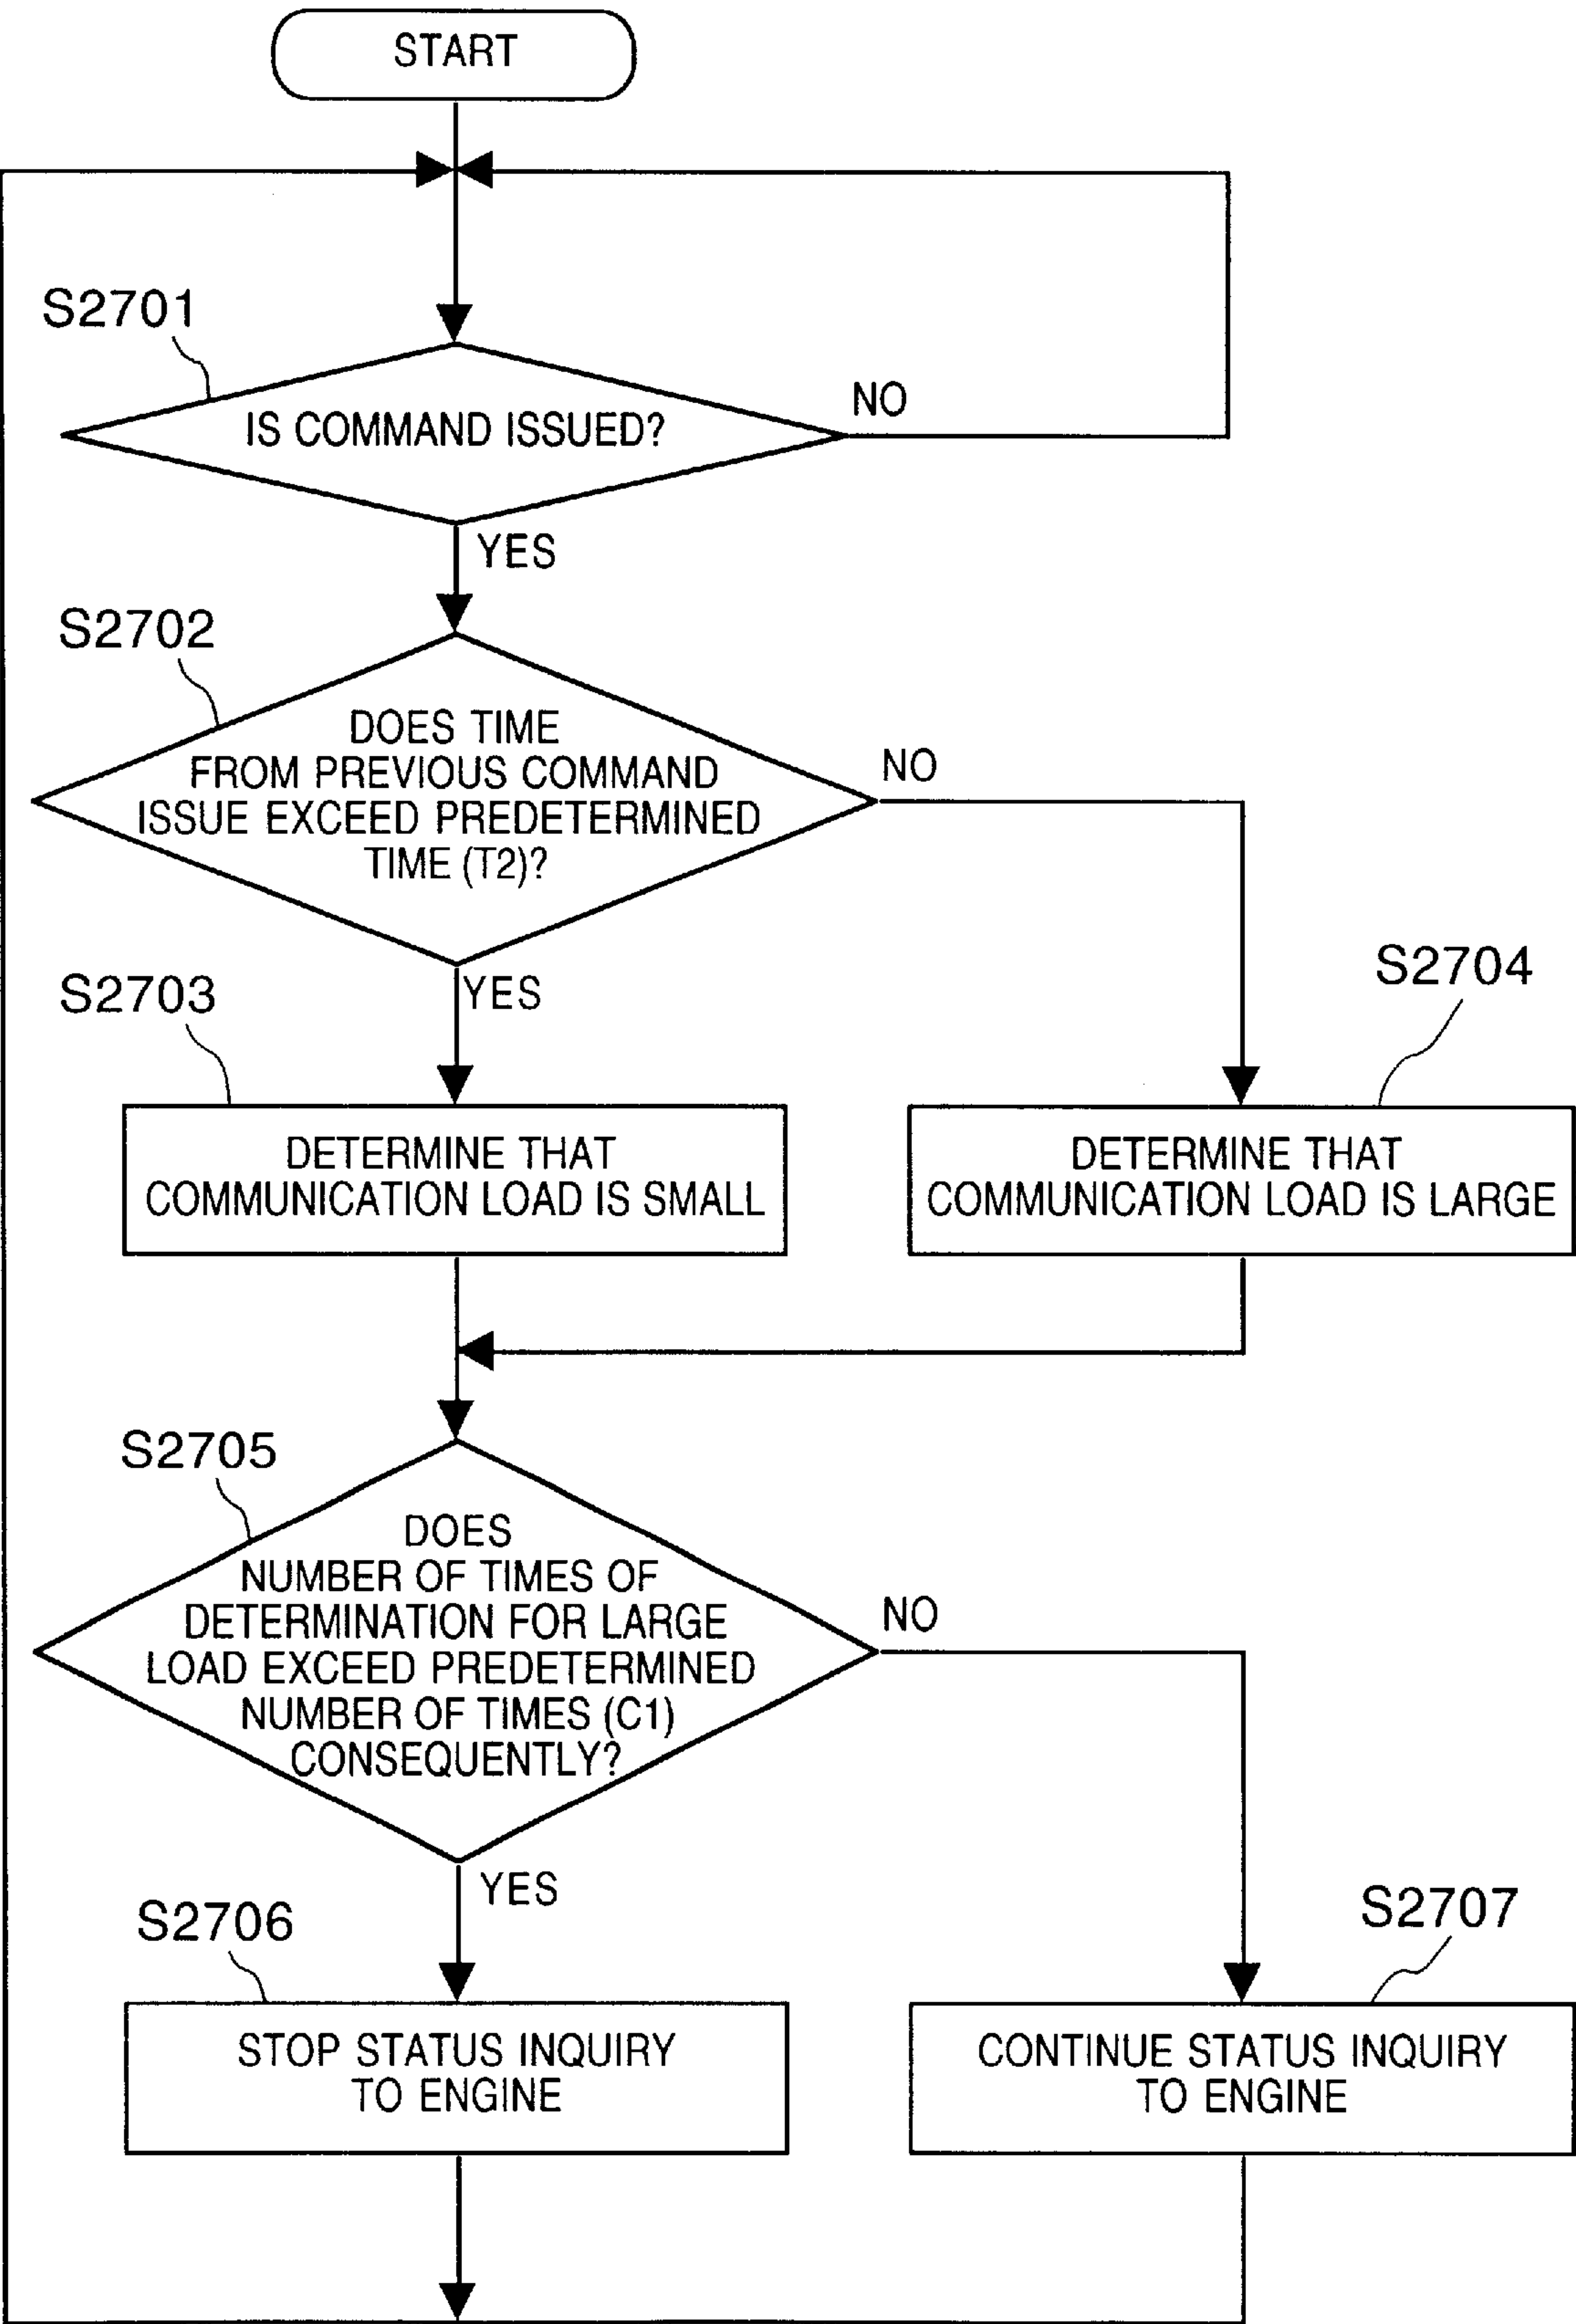 START
S2701
IS COMMAND ISSUED?
NO
YES
S2702
DOES TIME
FROM PREVIOUS COMMAND
ISSUE EXCEED PREDETERMINED
TIME (T2)?
NO
YES
S2703
S2704
DETERMINE THAT
COMMUNICATION LOAD IS SMALL
DETERMINE THAT
COMMUNICATION LOAD IS LARGE
S2705
DOES
NUMBER OF TIMES OF
DETERMINATION FOR LARGE
LOAD EXCEED PREDETERMINED
NUMBER OF TIMES (C1)
CONSEQUENTLY?
NO
YES
S2706
S2707
STOP STATUS INQUIRY
TO ENGINE
CONTINUE STATUS INQUIRY
TO ENGINE